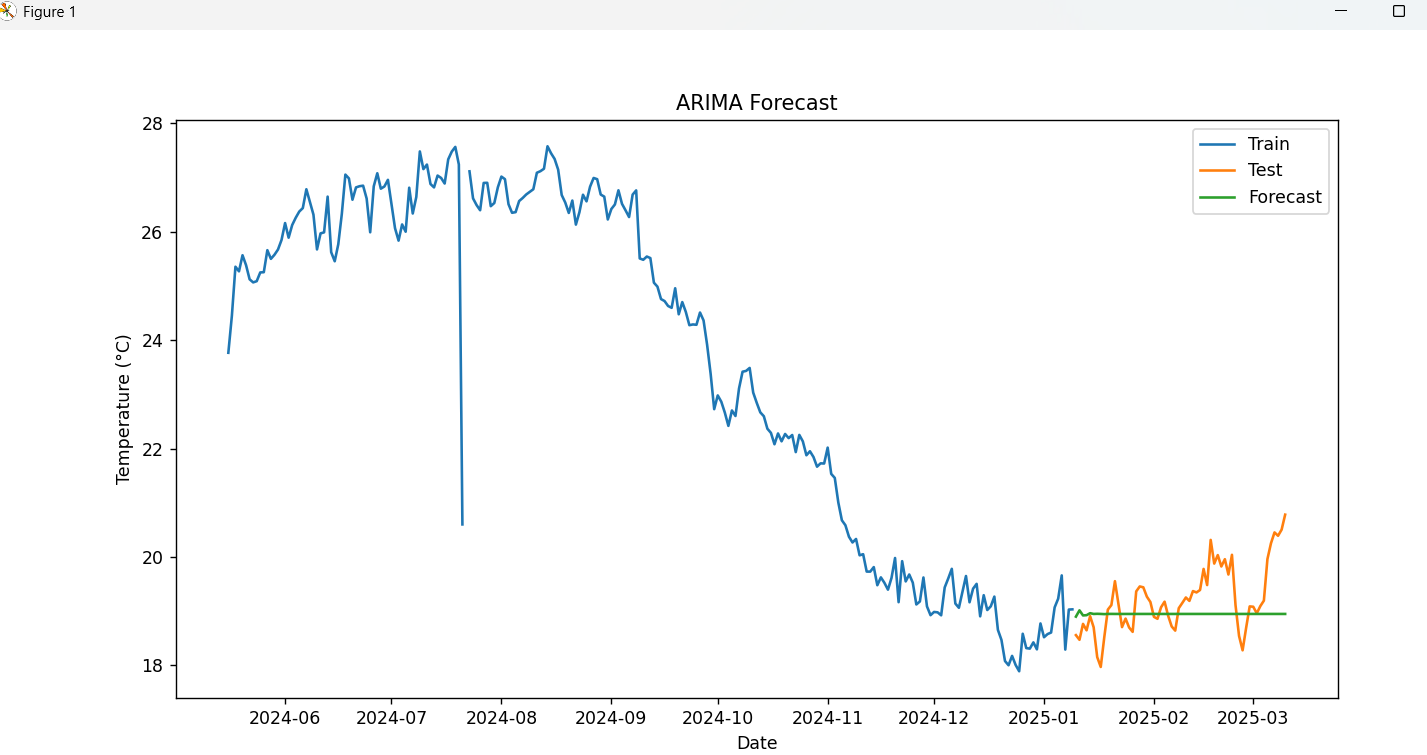 Figure 1
ARIMA Forecast
Train
Test
Forecast
28
26
24
22
20
18
Temperature (°C)
2024-06 2024-07 2024-08 2024-09 2024-10 2024-11 2024-12 2025-01 2025-02 2025-03
Date